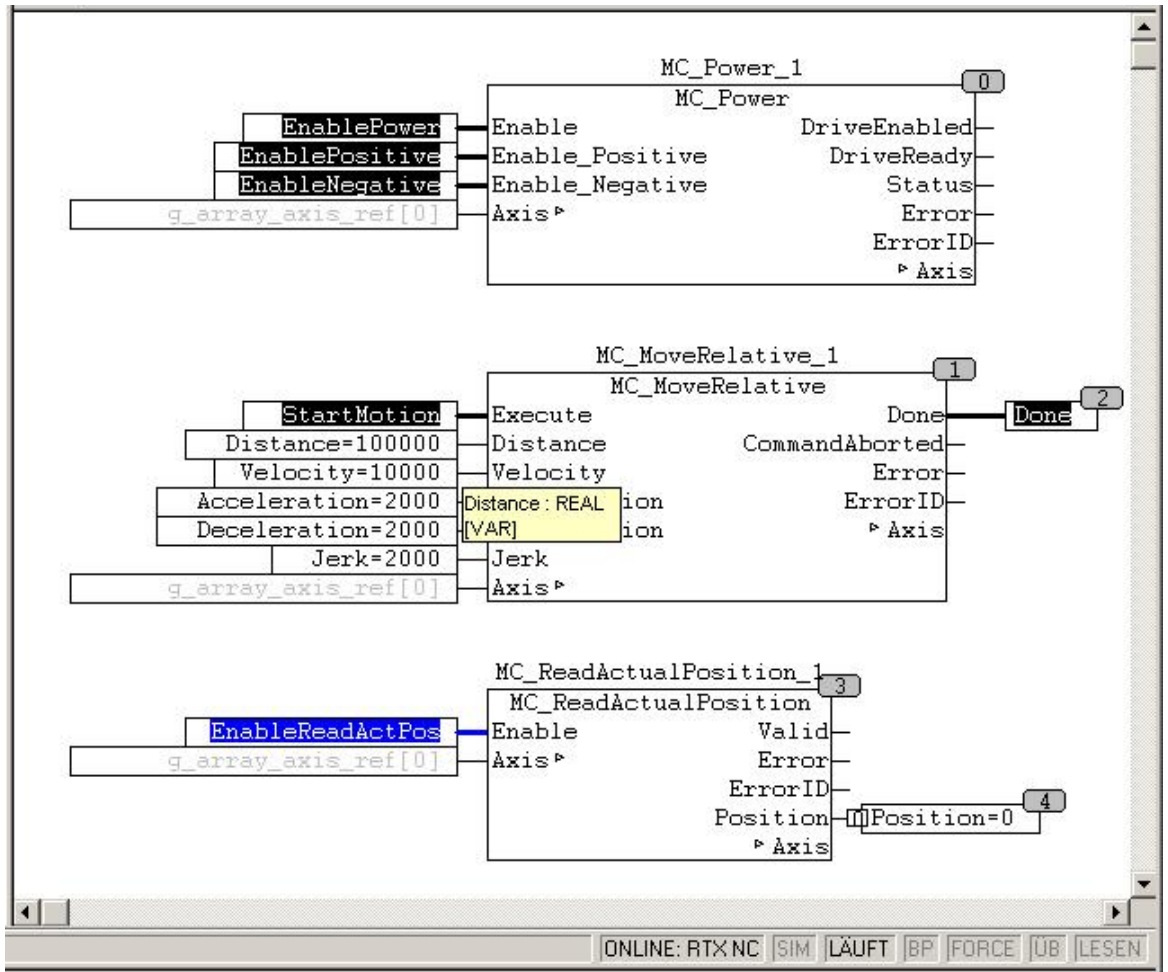 MC_Power_1
0
MC_Power
EnablePower Enable DriveEnabled
EnablePositive Enable_Positive DriveReady
EnableNegative Enable_Negative Status
g_array_axis_ref[0] Axis Error
ErrorID
Axis
MC_MoveRelative_1
1
MC_MoveRelative
2
StartMotion Execute Done Done
Distance=100000 Distance CommandAborted
Velocity=10000 Velocity Error
Acceleration=2000 Distance : REAL ion ErrorID
Deceleration=2000 [VAR] ion Axis
Jerk=2000 Jerk
g_array_axis_ref[0] Axis
MC_ReadActualPosition_1
3
MC_ReadActualPosition
EnableReadActPos Enable Valid
g_array_axis_ref[0] Axis Error
ErrorID
4
Position Position=0
Axis
ONLINE: RTX NC SIM LÄUFT BP FORCE ÜB LESEN